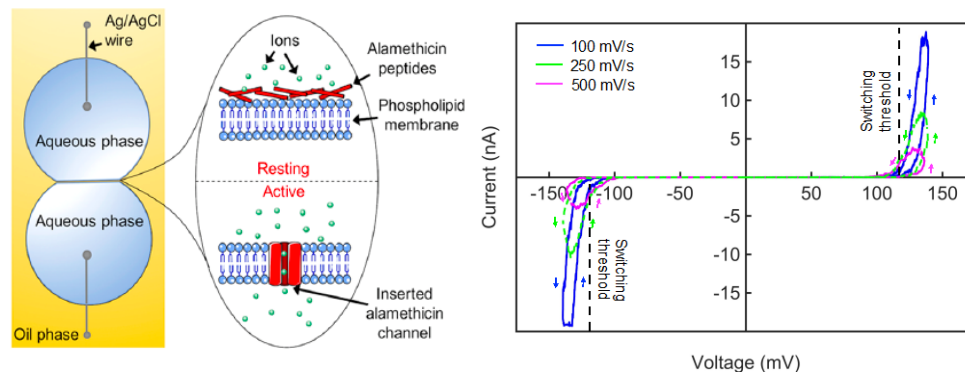 Ag/AgCl
wire
Aqueous phase
Aqueous phase
Oil phase
Ions
Alamethicin
peptides
Phospholipid
membrane
Resting
Active
Inserted
alamethicin
channel
100 mV/s
250 mV/s
500 mV/s
Switching
threshold
Switching
threshold
15
10
5
-5
-10
-15
-150
-100
-50
50
100
150
Current (nA)
Voltage (mV)